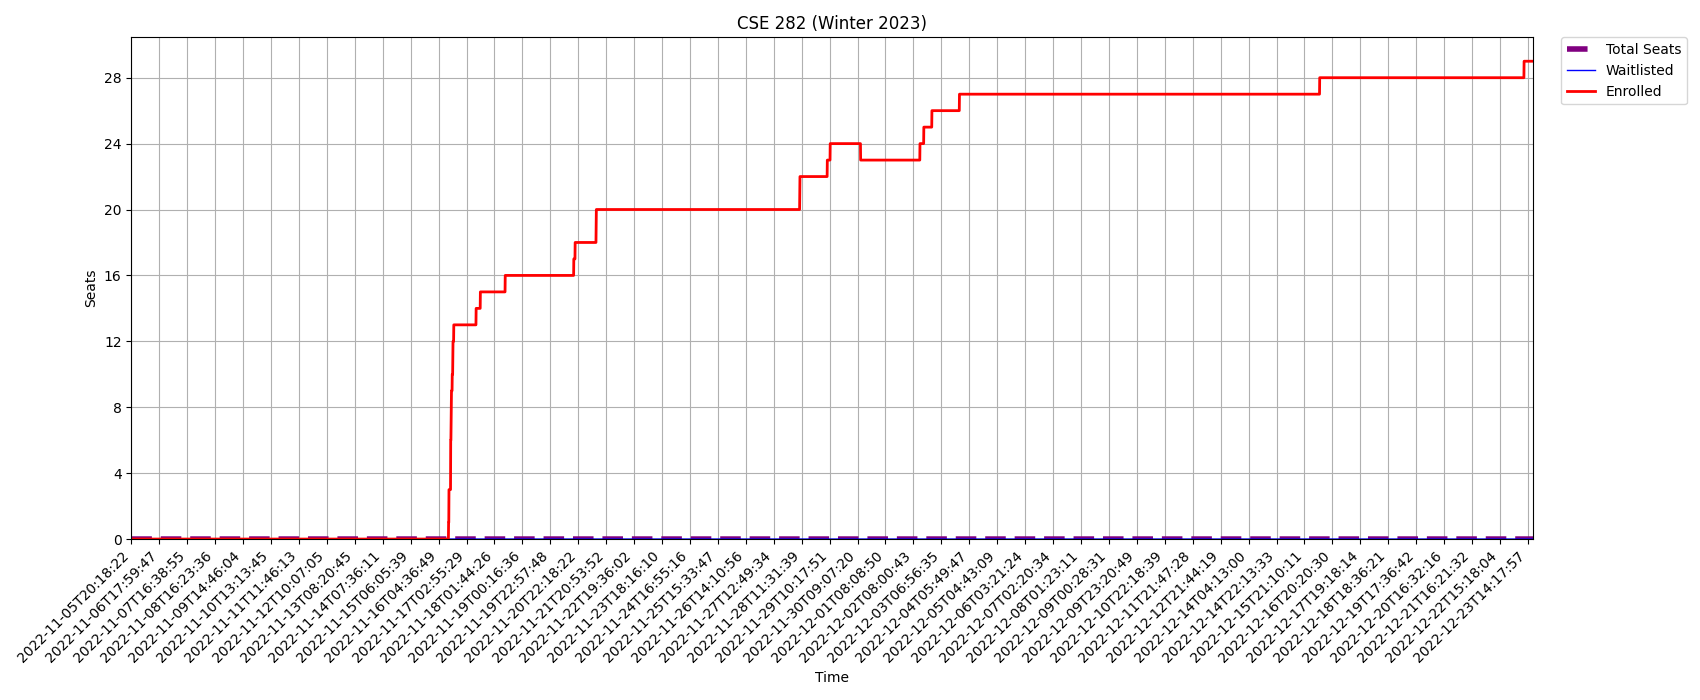 CSE 282 (Winter 2023)
Total Seats
Waitlisted
Enrolled
Seats
28
24
20
16
12
8
4
0
2022-11-05T20:18:22
2022-11-06T17:59:47
2022-11-07T16:38:55
2022-11-08T16:23:36
2022-11-09T14:46:04
2022-11-10T13:13:45
2022-11-11T11:46:13
2022-11-12T10:07:05
2022-11-13T08:20:45
2022-11-14T07:36:11
2022-11-15T06:05:39
2022-11-16T04:36:49
2022-11-17T02:55:29
2022-11-18T01:44:26
2022-11-19T00:16:36
2022-11-19T22:57:48
2022-11-20T22:18:22
2022-11-21T20:53:52
2022-11-22T19:36:02
2022-11-23T18:16:10
2022-11-24T16:55:16
2022-11-25T15:33:47
2022-11-26T14:10:56
2022-11-27T12:49:34
2022-11-28T11:31:39
2022-11-29T10:17:51
2022-11-30T09:07:20
2022-12-01T08:08:50
2022-12-02T08:00:43
2022-12-03T06:56:35
2022-12-04T05:49:47
2022-12-05T04:43:09
2022-12-06T03:21:24
2022-12-07T02:20:34
2022-12-08T01:23:11
2022-12-09T00:28:31
2022-12-09T23:20:49
2022-12-10T22:18:39
2022-12-11T21:47:28
2022-12-12T21:44:19
2022-12-14T04:13:00
2022-12-14T22:13:33
2022-12-15T21:10:11
2022-12-16T20:20:30
2022-12-17T19:18:14
2022-12-18T18:36:21
2022-12-19T17:36:42
2022-12-20T16:32:16
2022-12-21T16:21:32
2022-12-22T15:18:04
2022-12-23T14:17:57
Time